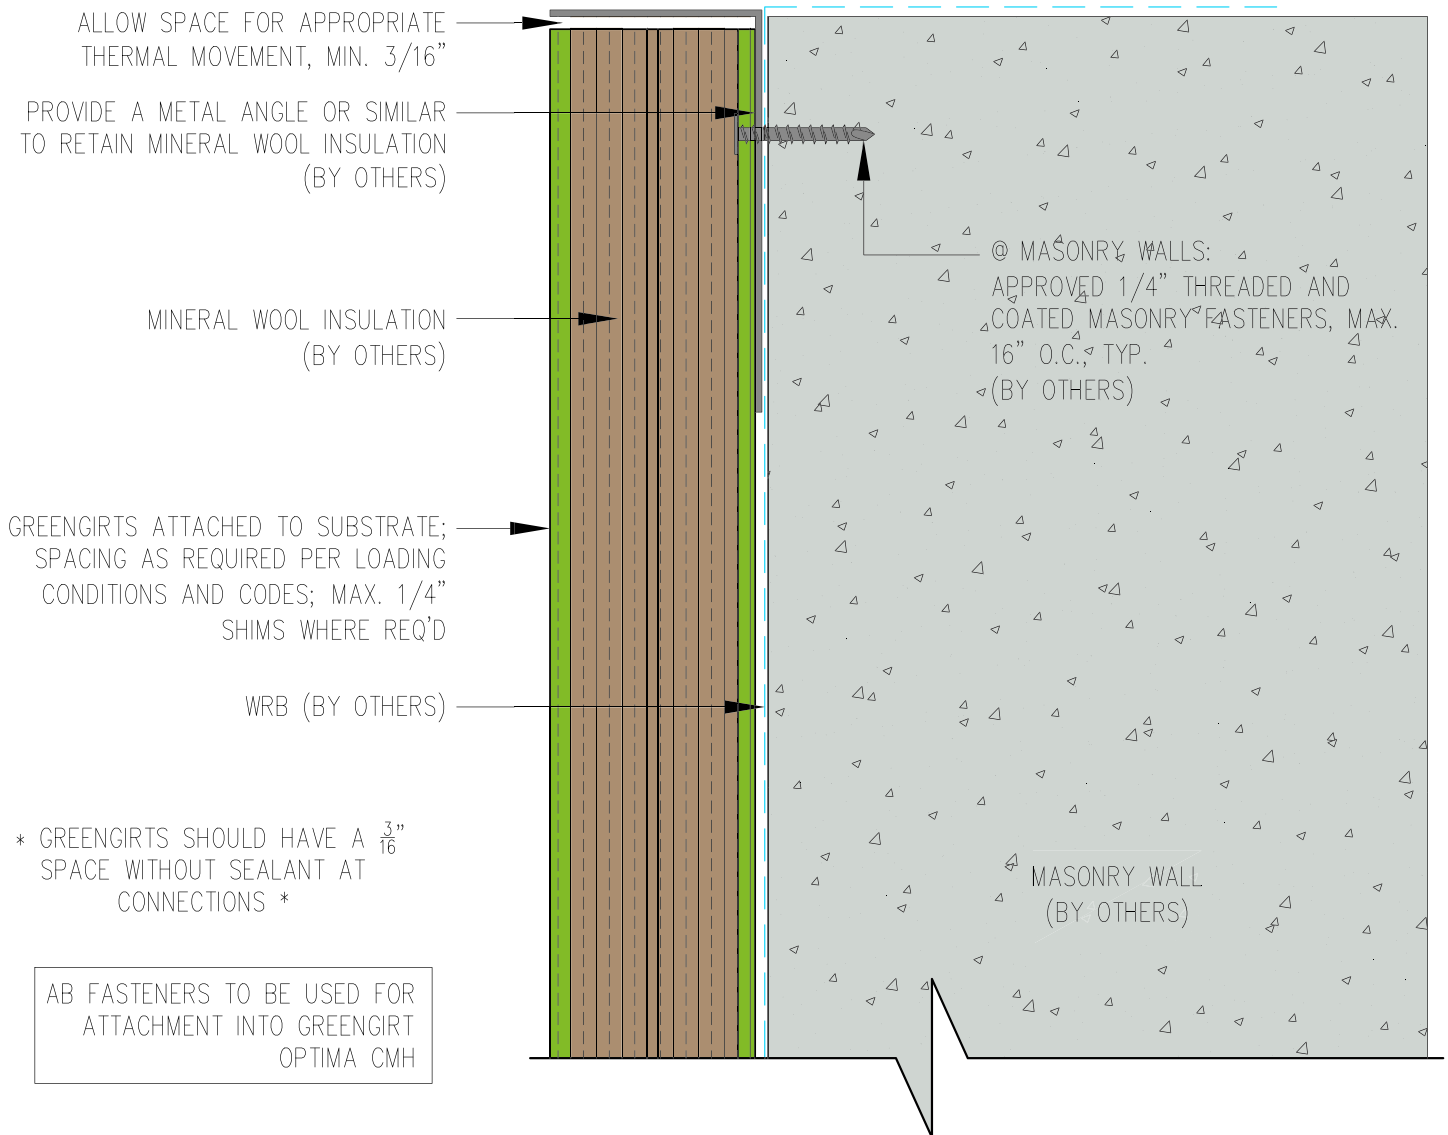 ALLOW SPACE FOR APPROPRIATE
THERMAL MOVEMENT, MIN. 3/16”
PROVIDE A METAL ANGLE OR SIMILAR
TO RETAIN MINERAL WOOL INSULATION
(BY OTHERS)
@ MASONRY WALLS:
APPROVED 1/4” THREADED AND
COATED MASONRY FASTENERS, MAX.
16” O.C., TYP.
(BY OTHERS)
MINERAL WOOL INSULATION
(BY OTHERS)
GREENGIRTS ATTACHED TO SUBSTRATE;
SPACING AS REQUIRED PER LOADING
CONDITIONS AND CODES; MAX. 1/4”
SHIMS WHERE REQ’D
WRB (BY OTHERS)
* GREENGIRTS SHOULD HAVE A 3/16”
SPACE WITHOUT SEALANT AT
CONNECTIONS *
MASONRY WALL
(BY OTHERS)
AB FASTENERS TO BE USED FOR
ATTACHMENT INTO GREENGIRT
OPTIMA CMH